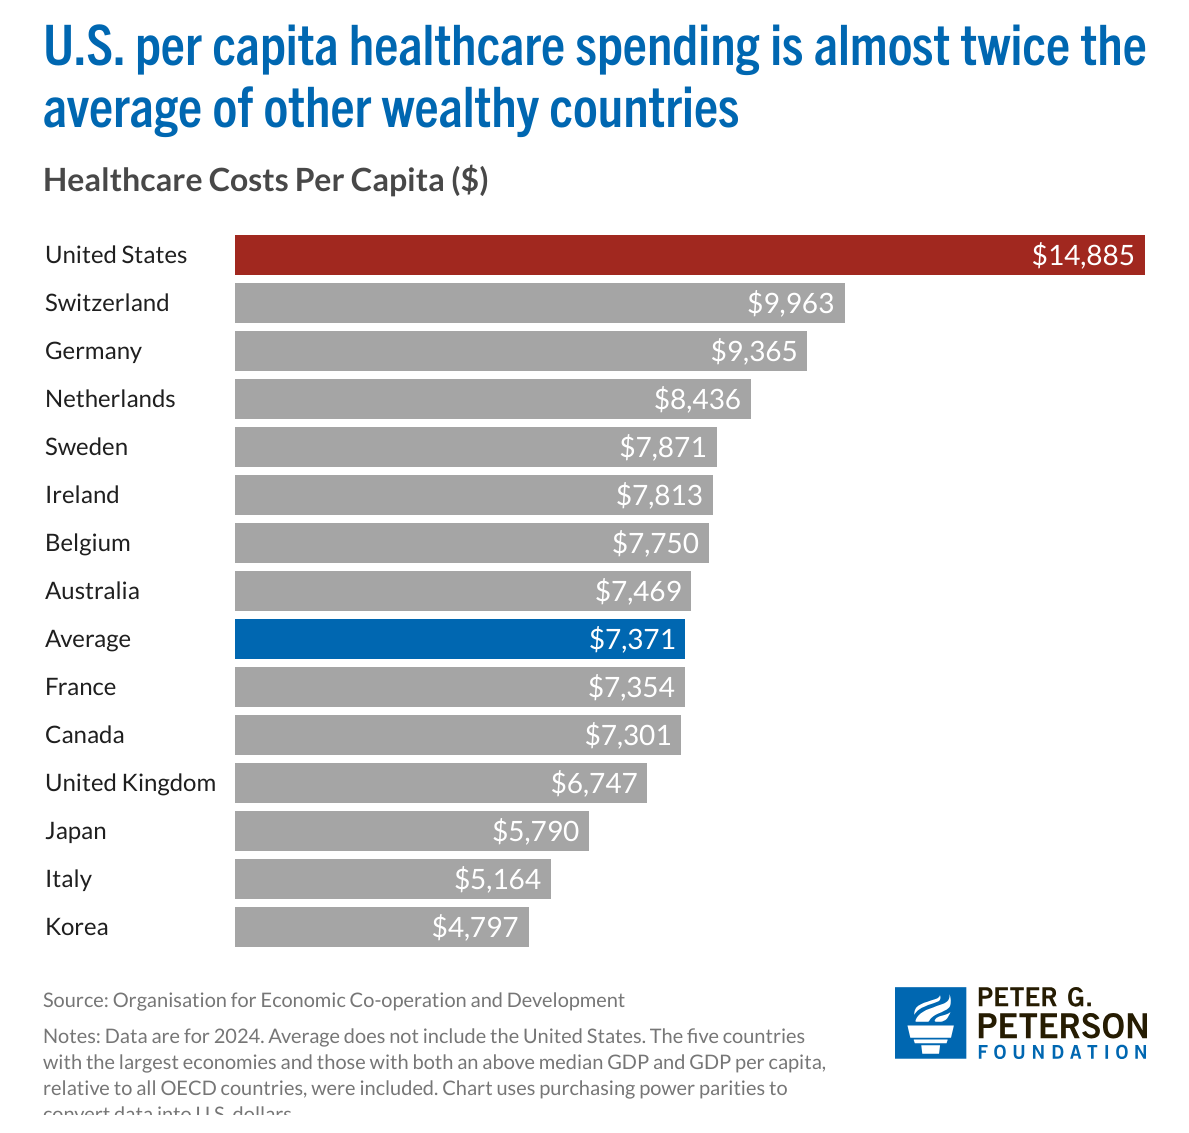 U.S. per capita healthcare spending is almost twice the
average of other wealthy countries
Healthcare Costs Per Capita ($)
United States $14,885
Switzerland $9,963
Germany $9,365
Netherlands $8,436
Sweden $7,871
Ireland $7,813
Belgium $7,750
Australia $7,469
Average $7,371
France $7,354
Canada $7,301
United Kingdom $6,747
Japan $5,790
Italy $5,164
Korea $4,797
Source: Organisation for Economic Co-operation and Development
Notes: Data are for 2024. Average does not include the United States. The five countries
with the largest economies and those with both an above median GDP and GDP per capita,
relative to all OECD countries, were included. Chart uses purchasing power parities to
convert data into U.S. dollars.
PETER G.
PETERSON
FOUNDATION